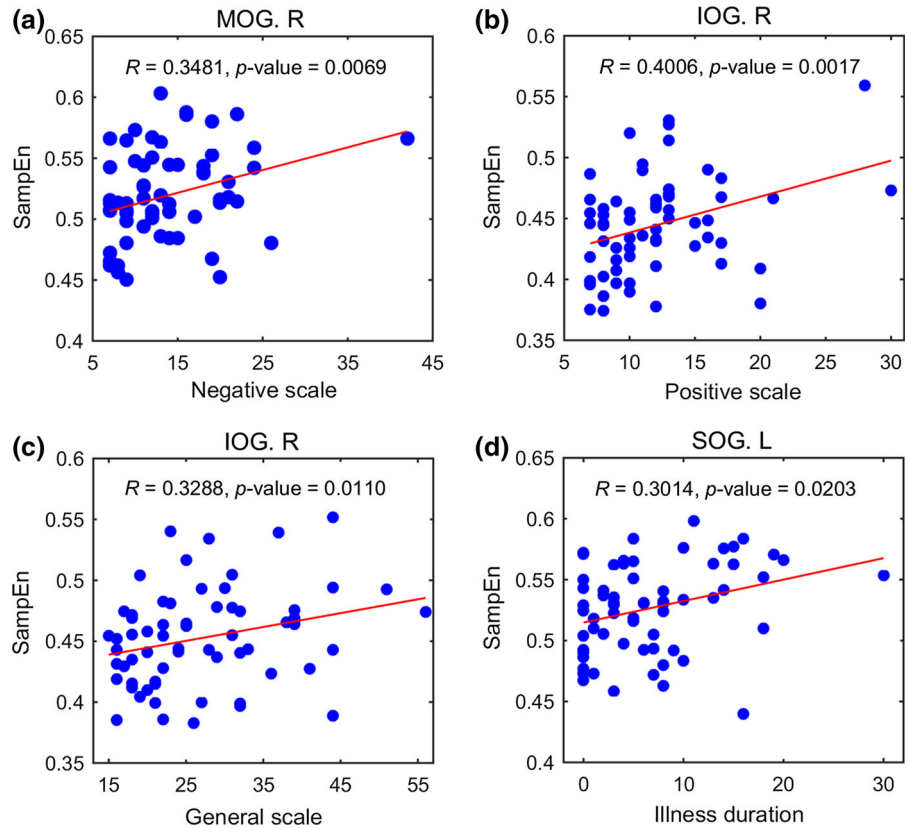 (a) MOG. R
R = 0.3481, p-value = 0.0069
0.65
0.6
0.55
0.5
0.45
0.4
SampEn
5 15 25 35 45
Negative scale
(b) IOG. R
R = 0.4006, p-value = 0.0017
0.6
0.55
0.5
0.45
0.4
0.35
SampEn
5 10 15 20 25 30
Positive scale
(c) IOG. R
R = 0.3288, p-value = 0.0110
0.6
0.55
0.5
0.45
0.4
0.35
SampEn
15 25 35 45 55
General scale
(d) SOG. L
R = 0.3014, p-value = 0.0203
0.65
0.6
0.55
0.5
0.45
0.4
SampEn
0 10 20 30
Illness duration